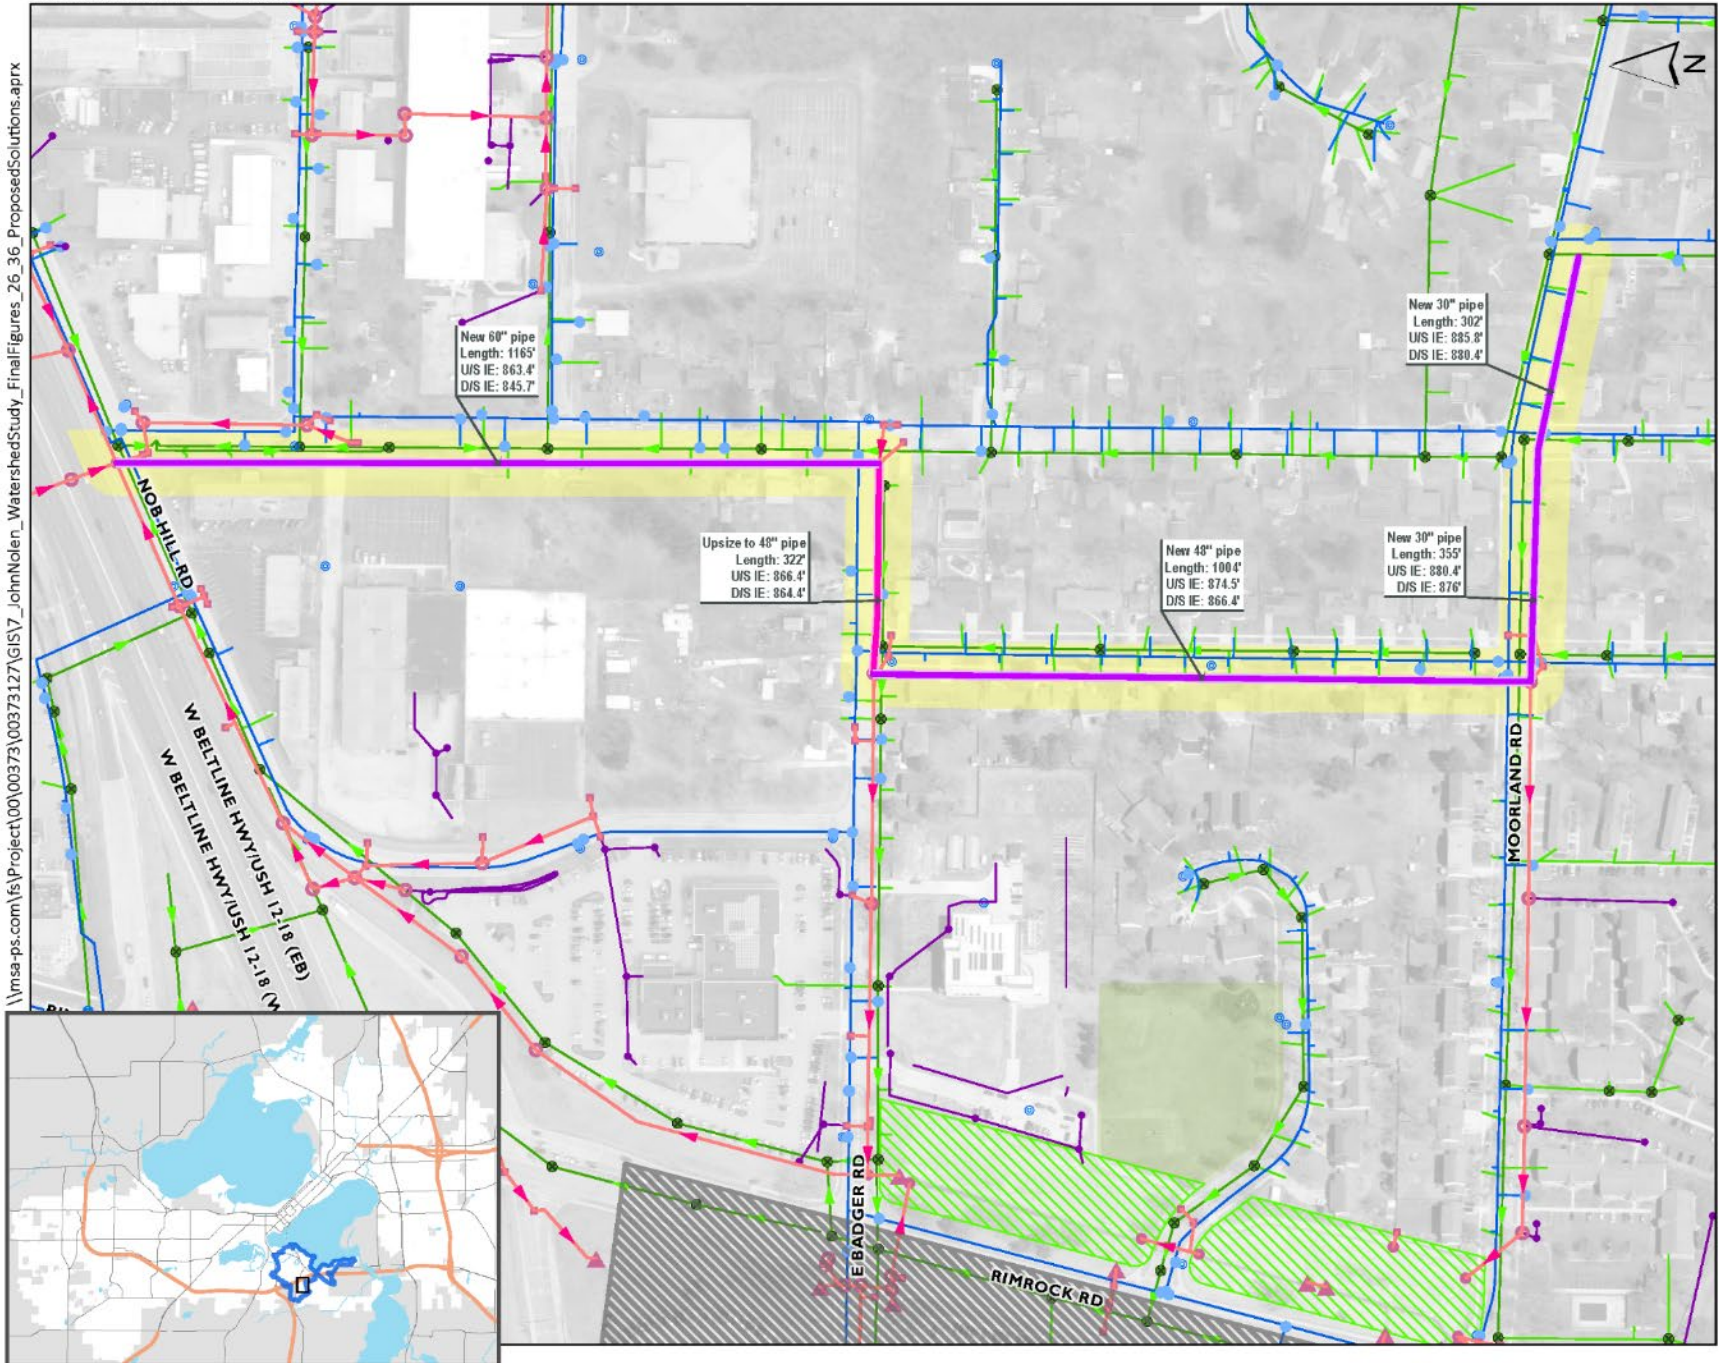 \\msa-ps.com\fs\Project\00\00373\00373127\GIS\7_JohnNolen_WatershedStudy_FinalFigures_26_36_ProposedSolutions.aprx
N
New 30" pipe
Length: 302'
U/S IE: 885.8'
D/S IE: 880.4'
New 60" pipe
Length: 1165'
U/S IE: 863.4'
D/S IE: 845.7'
NOB-HILL-RD
Upsize to 48" pipe
Length: 322'
U/S IE: 866.4'
D/S IE: 864.4'
New 48" pipe
Length: 1004'
U/S IE: 874.5'
D/S IE: 866.4'
New 30" pipe
Length: 355'
U/S IE: 880.4'
D/S IE: 876'
W BELTLINE HWY/USH 12-18 (EB)
W BELTLINE HWY/USH 12-18 (W
MOORLAND-RD
EBADGER RD
RIMROCK RD